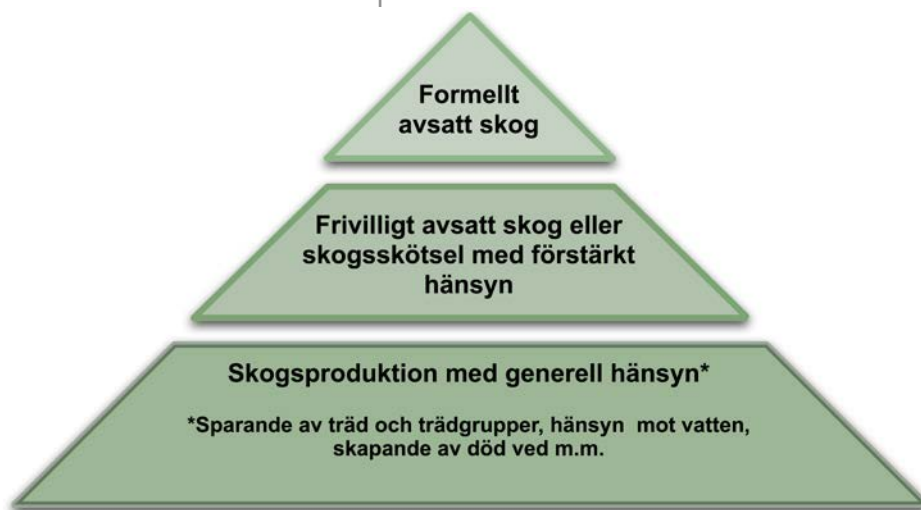 Formellt
avsatt skog
Frivilligt avsatt skog eller
skogsskötsel med förstärkt
hänsyn
Skogsproduktion med generell hänsyn*
*Sparande av träd och trädgrupper, hänsyn mot vatten,
skapande av död ved m.m.